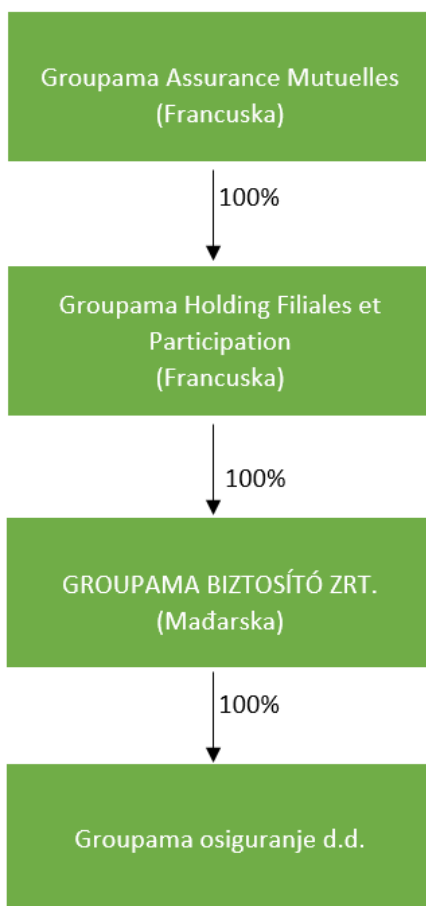 Groupama Assurance Mutuelles
(Francuska)
100%
Groupama Holding Filiales et
Participation
(Francuska)
100%
GROUPAMA BIZTOSÍTÓ ZRT.
(Mađarska)
100%
Groupama osiguranje d.d.